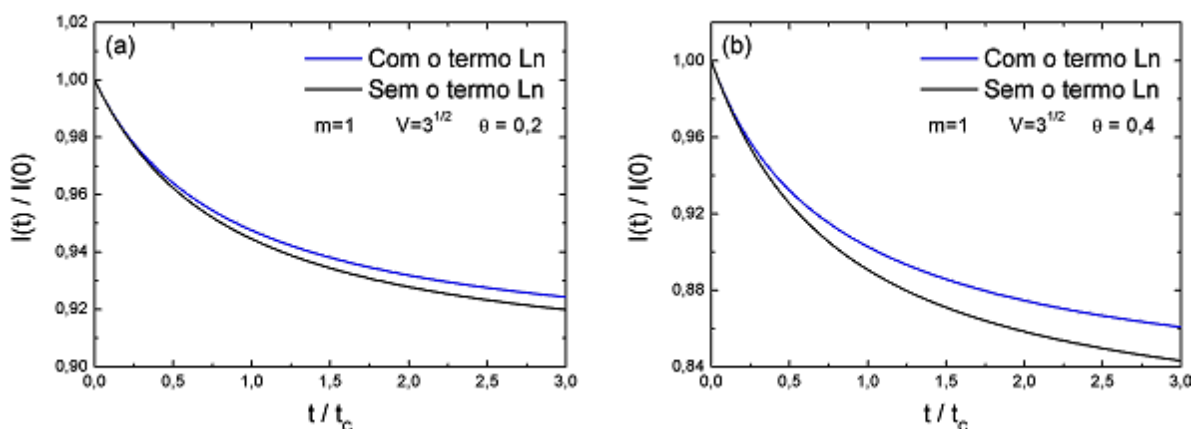 (a)
Com o termo Ln
Sem o termo Ln
m=1 V=3^1/2 θ = 0,2
I(t) / I(0)
1,02
1,00
0,98
0,96
0,94
0,92
0,90
0,0 0,5 1,0 1,5 2,0 2,5 3,0
t / t_c
(b)
Com o termo Ln
Sem o termo Ln
m=1 V=3^1/2 θ = 0,4
I(t) / I(0)
1,00
0,96
0,92
0,88
0,84
0,0 0,5 1,0 1,5 2,0 2,5 3,0
t / t_c